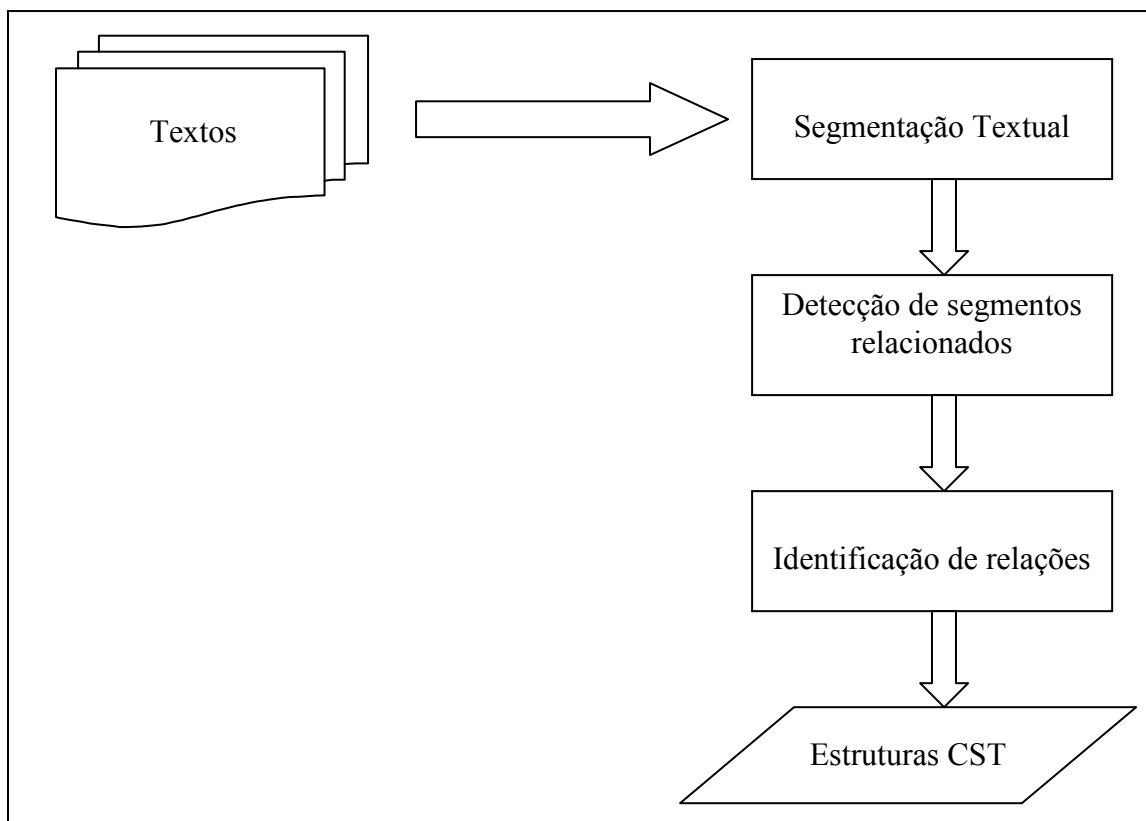 Textos
Segmentação Textual
Detecção de segmentos
relacionados
Identificação de relações
Estruturas CST